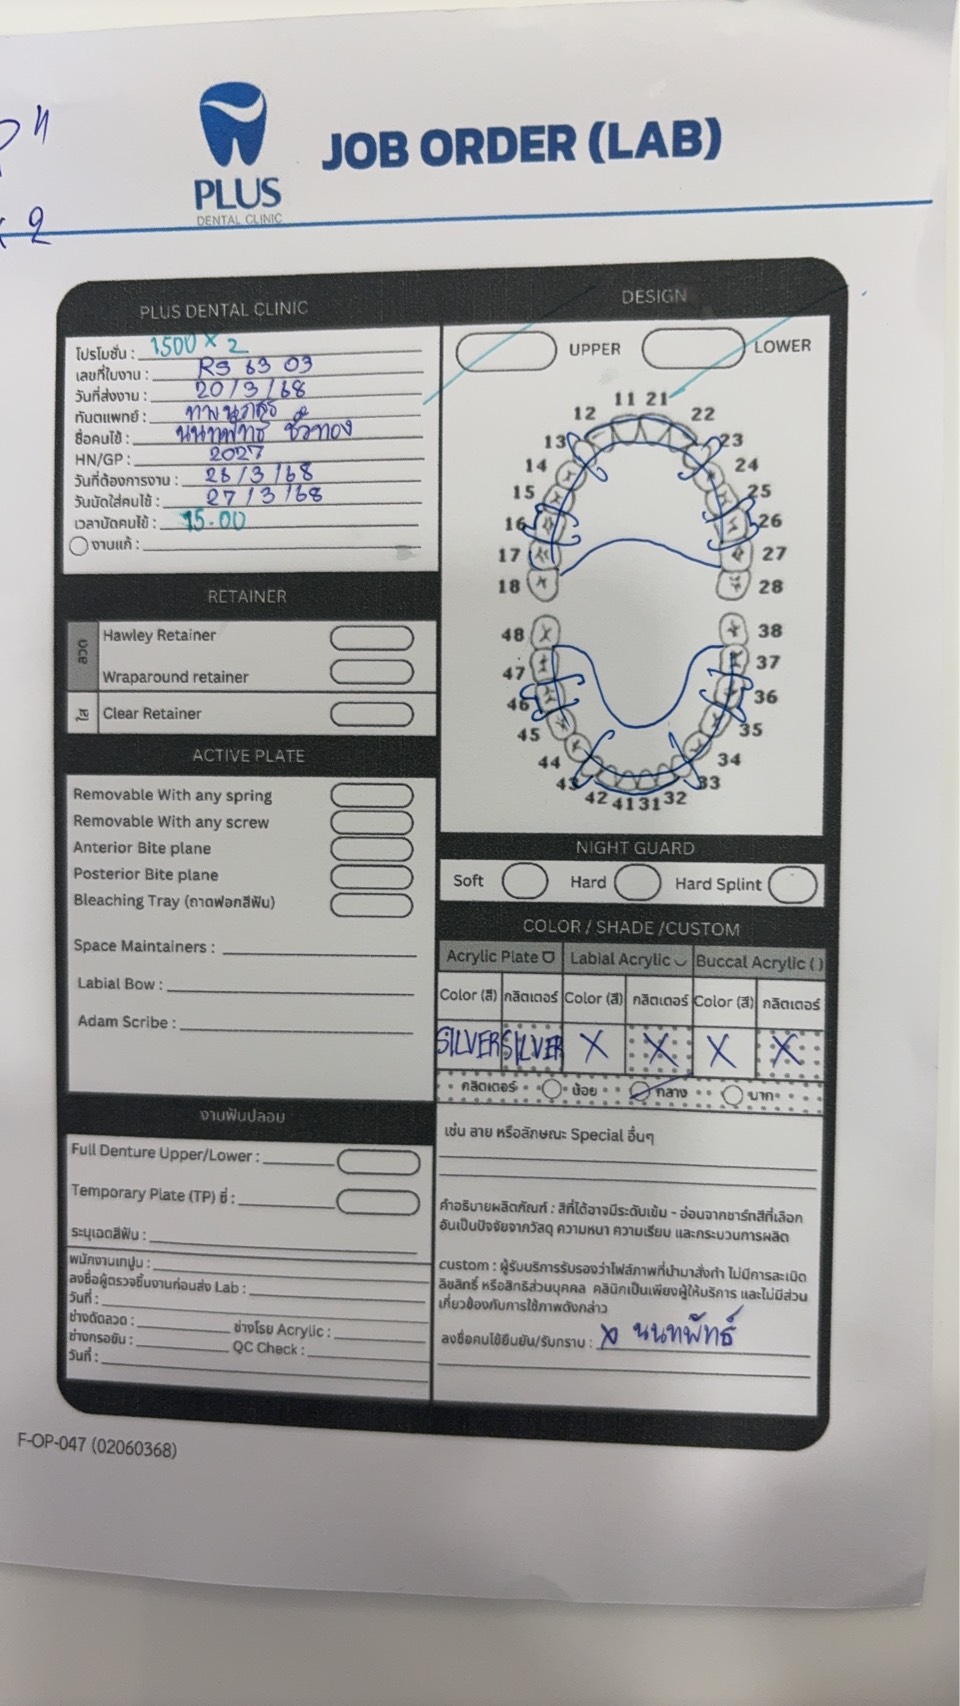 2
PLUS
DENTAL CLINIC
JOB ORDER (LAB)
PLUS DENTAL CLINIC
โปรโมชั่น : 1500 x 2
เลขที่ใบงาน : RS 63 03
วันที่ส่งงาน : 20/3/68
ทันตแพทย์ :
ชื่อคนไข้ : นนทพัทธ์
HN/GP : 2027
วันที่ต้องการงาน : 26/3/68
วันนัดใส่คนไข้ : 27/3/68
เวลานัดคนไข้ : 15.00
งานแก้ :
DESIGN
UPPER LOWER
11 21
12 22
13 23
14 24
15 25
16 26
17 27
18 28
48 38
47 37
46 36
45 35
44 34
43 33
42 41 31 32
RETAINER
ลวด
Hawley Retainer
Wraparound retainer
ใส Clear Retainer
ACTIVE PLATE
Removable With any spring
Removable With any screw
Anterior Bite plane
Posterior Bite plane
Bleaching Tray (ถาดฟอกสีฟัน)
Space Maintainers :
Labial Bow :
Adam Scribe :
NIGHT GUARD
Soft Hard Hard Splint
COLOR / SHADE /CUSTOM
Acrylic Plate Labial Acrylic Buccal Acrylic ( )
Color (สี) กลิตเตอร์ Color (สี) กลิตเตอร์ Color (สี) กลิตเตอร์
SILVER SILVER X X X X
กลิตเตอร์ น้อย กลาง มาก
เช่น ลาย หรือลักษณะ Special อื่นๆ
คำอธิบายผลิตภัณฑ์ : สีที่ได้อาจมีระดับเข้ม - อ่อนจากชาร์ทสีที่เลือก
อันเป็นปัจจัยจากวัสดุ ความหนา ความเรียบ และกระบวนการผลิต
custom : ผู้รับบริการรับรองว่าไฟล์ภาพที่นำมาสั่งทำ ไม่มีการละเมิด
ลิขสิทธิ์ หรือสิทธิส่วนบุคคล คลินิกเป็นเพียงผู้ให้บริการ และไม่มีส่วน
เกี่ยวข้องกับการใช้ภาพดังกล่าว
ลงชื่อคนไข้ยืนยัน/รับทราบ : นนทพัทธ์
งานฟันปลอม
Full Denture Upper/Lower :
Temporary Plate (TP) ซี่ :
ระบุเฉดสีฟัน :
พนักงานเทปูน :
ลงชื่อผู้ตรวจชิ้นงานก่อนส่ง Lab :
วันที่ :
ช่างดัดลวด : ช่างโรย Acrylic :
ช่างกรอขัด : QC Check :
วันที่ :
F-OP-047 (02060368)